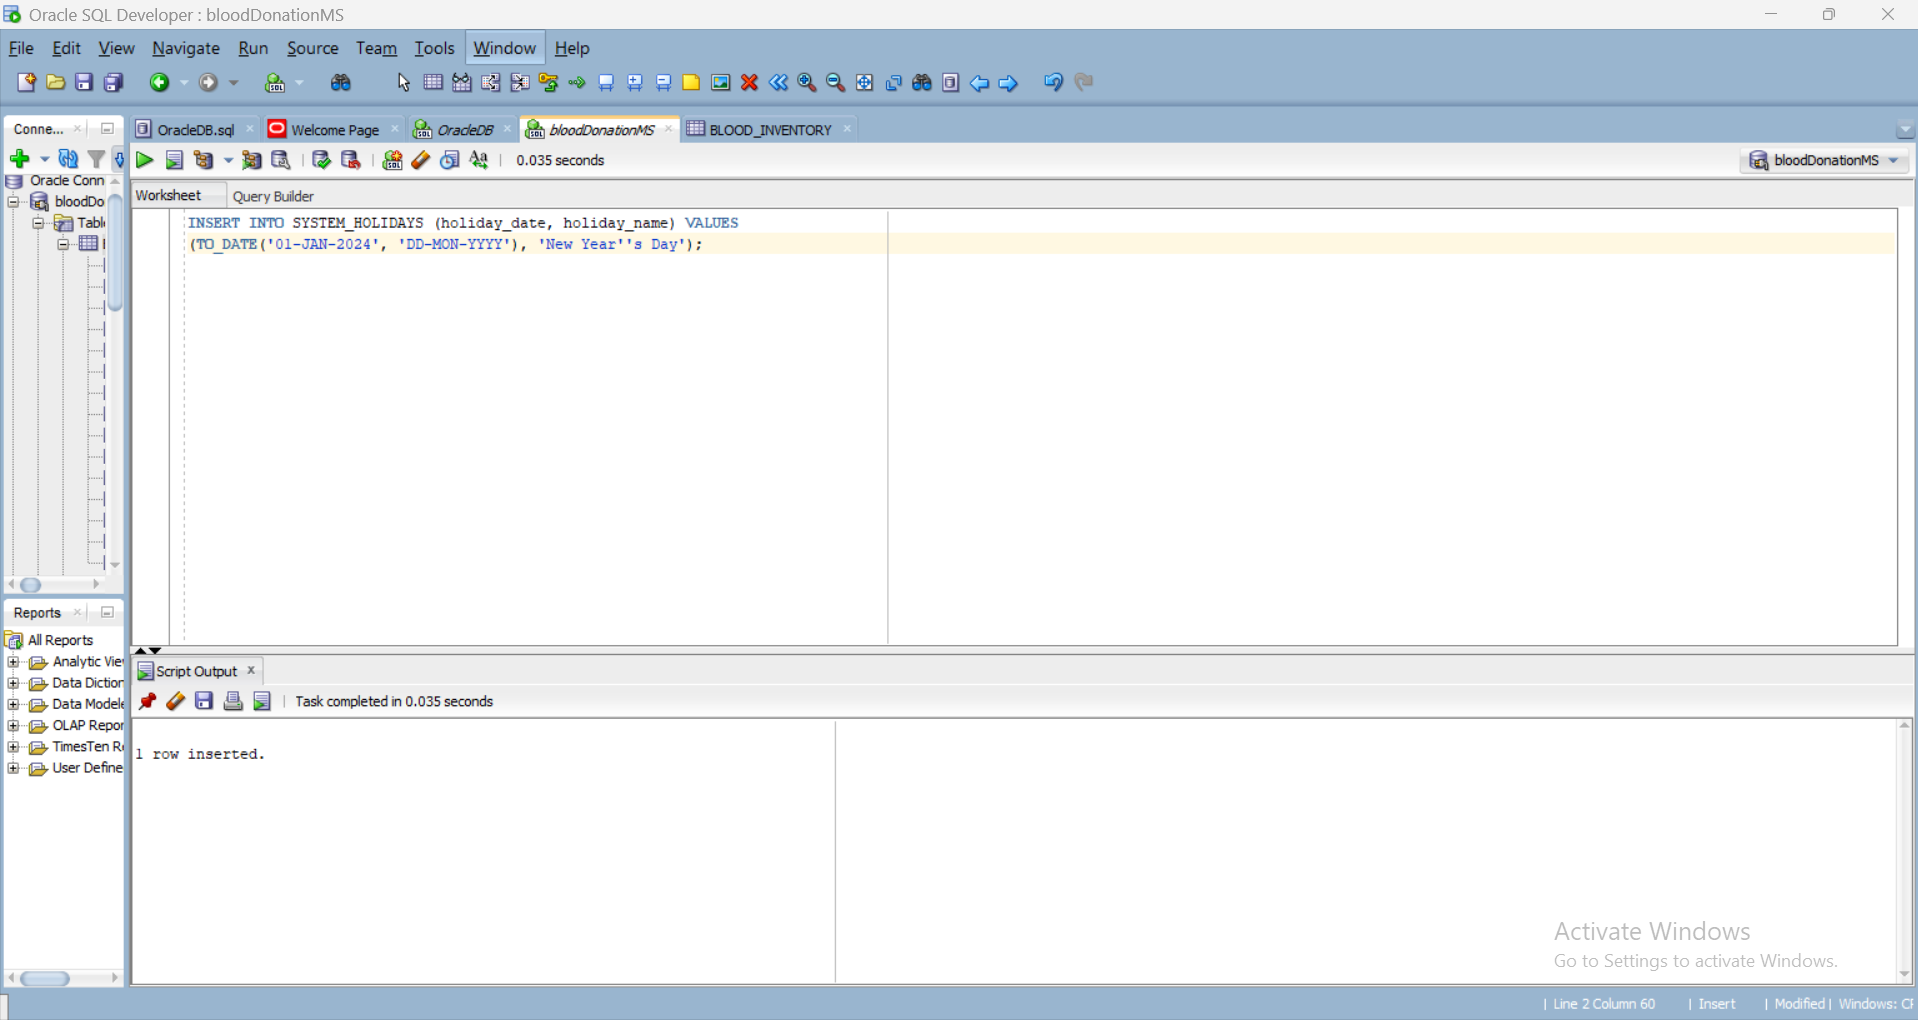 Oracle SQL Developer : bloodDonationMS
File Edit View Navigate Run Source Team Tools Window Help
Conne...
OracleDB.sql
Welcome Page
OracleDB
bloodDonationMS
BLOOD_INVENTORY
0.035 seconds
bloodDonationMS
Oracle Conn
bloodDo
Tabl
Worksheet
Query Builder
INSERT INTO SYSTEM_HOLIDAYS (holiday_date, holiday_name) VALUES
(TO_DATE('01-JAN-2024', 'DD-MON-YYYY'), 'New Year''s Day');
Reports
All Reports
Analytic Vie
Data Diction
Data Modele
OLAP Repor
TimesTen Re
User Define
Script Output
Task completed in 0.035 seconds
1 row inserted.
Activate Windows
Go to Settings to activate Windows.
Line 2 Column 60
Insert
Modified
Windows: CF